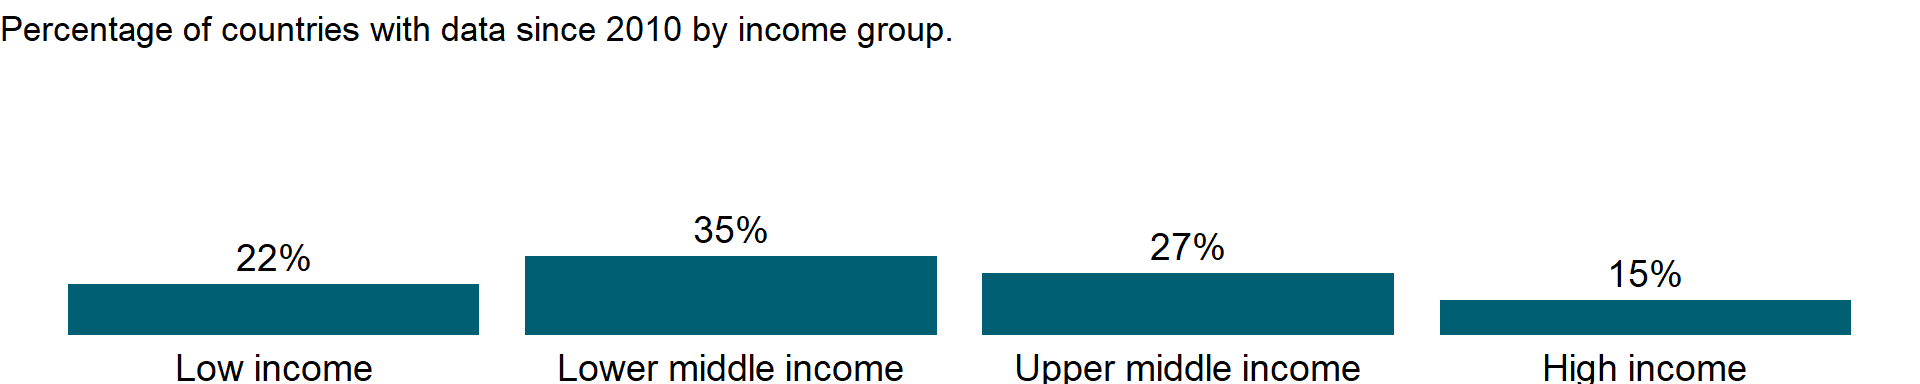 Percentage of countries with data since 2010 by income group.
22%
35%
27%
15%
Low income
Lower middle income
Upper middle income
High income